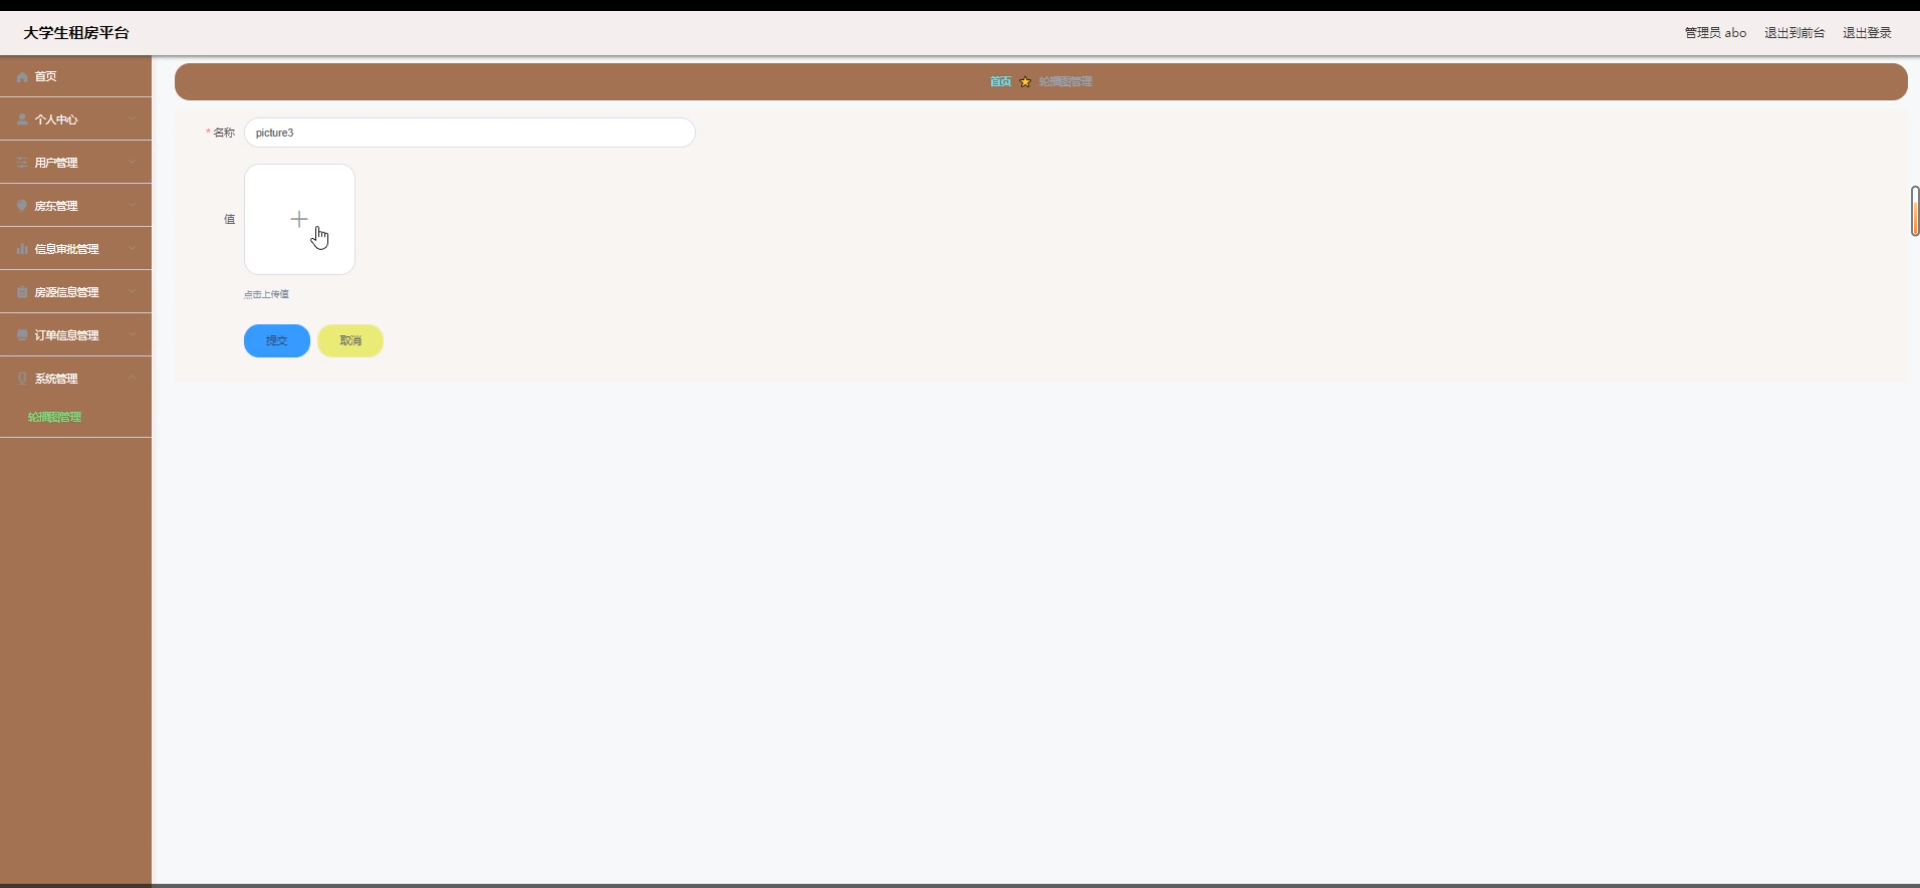 大学生租房平台
管理员 abo 退出到前台 退出登录
首页
个人中心
用户管理
房东管理
信息审批管理
房源信息管理
订单信息管理
系统管理
轮播图管理
首页 轮播图管理
* 名称 picture3
值
点击上传值
提交 取消